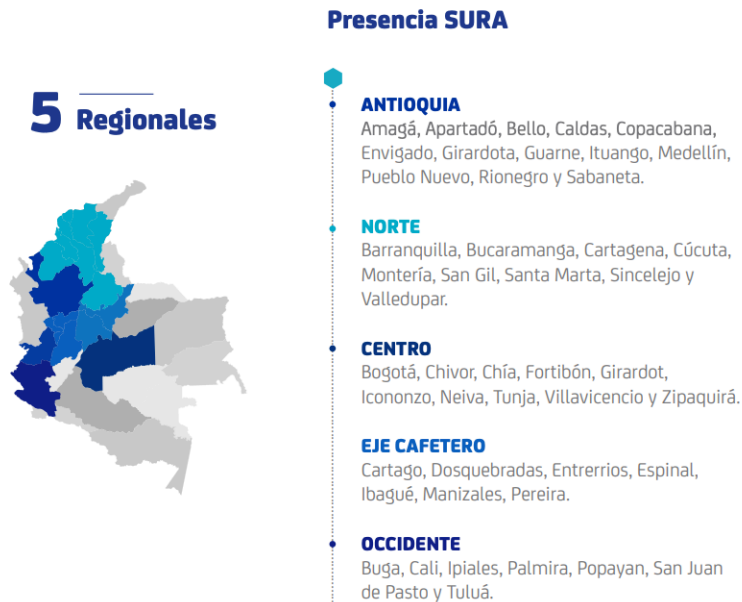 Presencia SURA
5 Regionales
ANTIOQUIA
Amagá, Apartadó, Bello, Caldas, Copacabana,
Envigado, Girardota, Guarne, Ituango, Medellín,
Pueblo Nuevo, Rionegro y Sabaneta.
NORTE
Barranquilla, Bucaramanga, Cartagena, Cúcuta,
Montería, San Gil, Santa Marta, Sincelejo y
Valledupar.
CENTRO
Bogotá, Chivor, Chía, Fortibón, Girardot,
Icononzo, Neiva, Tunja, Villavicencio y Zipaquirá.
EJE CAFETERO
Cartago, Dosquebradas, Entrerrios, Espinal,
Ibagué, Manizales, Pereira.
OCCIDENTE
Buga, Cali, Ipiales, Palmira, Popayan, San Juan
de Pasto y Tuluá.